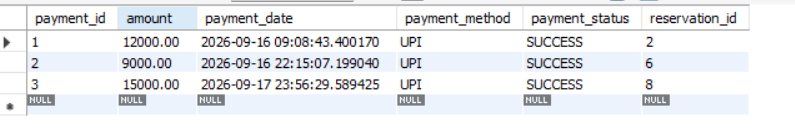 payment_id amount payment_date payment_method payment_status reservation_id
1 12000.00 2026-09-16 09:08:43.400170 UPI SUCCESS 2
2 9000.00 2026-09-16 22:15:07.199040 UPI SUCCESS 6
3 15000.00 2026-09-17 23:56:29.589425 UPI SUCCESS 8
NULL NULL NULL NULL NULL NULL